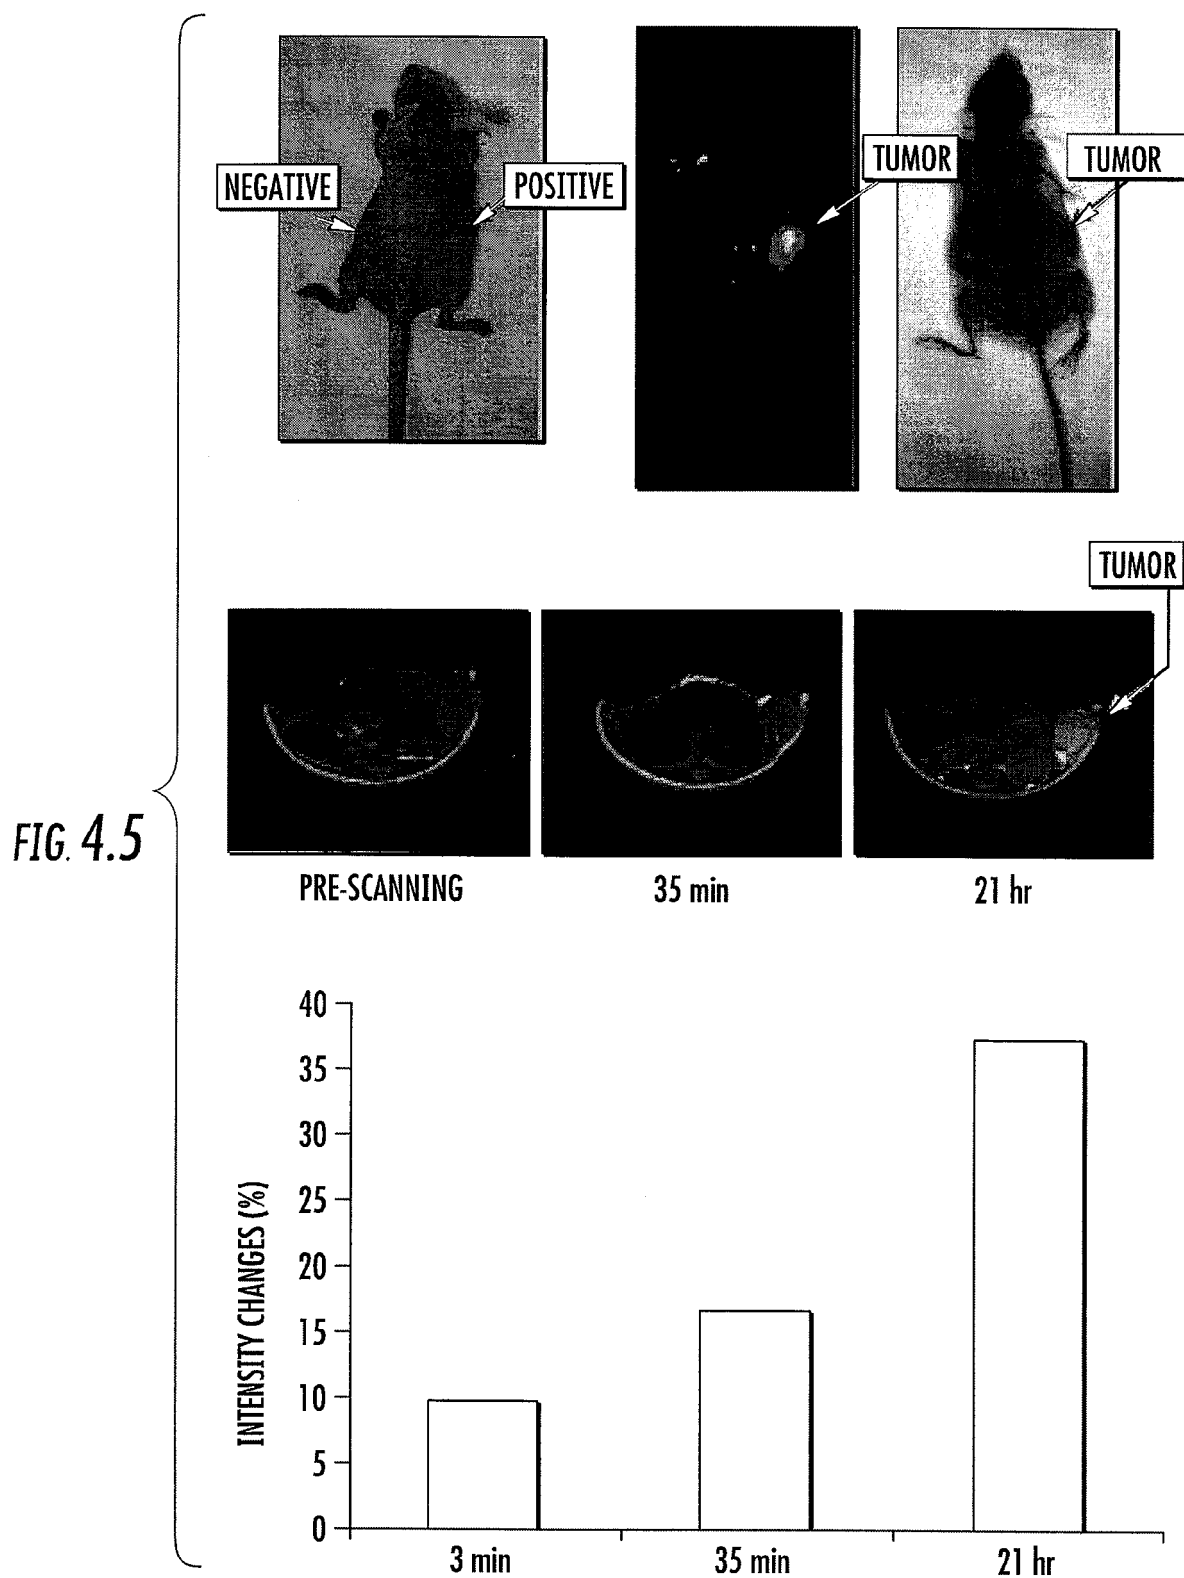 NEGATIVE
POSITIVE
TUMOR
TUMOR
TUMOR
FIG. 4.5
PRE-SCANNING
35 min
21 hr
40
35
30
25
20
15
10
5
0
INTENSITY CHANGES (%)
3 min
35 min
21 hr